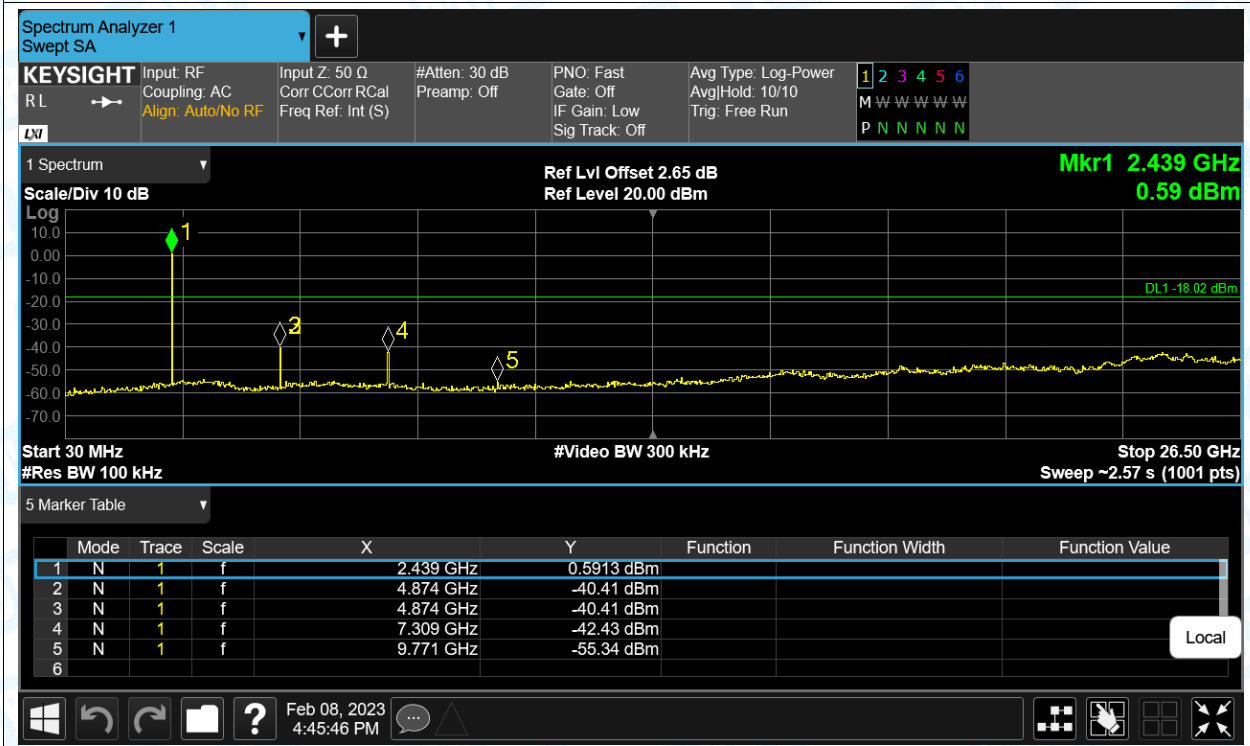 Spectrum Analyzer 1
Swept SA
KEYSIGHT
R L
LXI
Input: RF
Coupling: AC
Align: Auto/No RF
Input Z: 50 Ω
Corr CCorr RCal
Freq Ref: Int (S)
#Atten: 30 dB
Preamp: Off
PNO: Fast
Gate: Off
IF Gain: Low
Sig Track: Off
Avg Type: Log-Power
Avg|Hold: 10/10
Trig: Free Run
1 2 3 4 5 6
M W W W W W
P N N N N N
1 Spectrum
Scale/Div 10 dB
Ref Lvl Offset 2.65 dB
Ref Level 20.00 dBm
Mkr1 2.439 GHz
0.59 dBm
Log
10.0
0.00
-10.0
-20.0
-30.0
-40.0
-50.0
-60.0
-70.0
1
DL1 -18.02 dBm
3
4
5
Start 30 MHz
#Res BW 100 kHz
#Video BW 300 kHz
Stop 26.50 GHz
Sweep ~2.57 s (1001 pts)
5 Marker Table
Mode Trace Scale X Y Function Function Width Function Value
1 N 1 f 2.439 GHz 0.5913 dBm
2 N 1 f 4.874 GHz -40.41 dBm
3 N 1 f 4.874 GHz -40.41 dBm
4 N 1 f 7.309 GHz -42.43 dBm
5 N 1 f 9.771 GHz -55.34 dBm
6
Local
?
Feb 08, 2023
4:45:46 PM